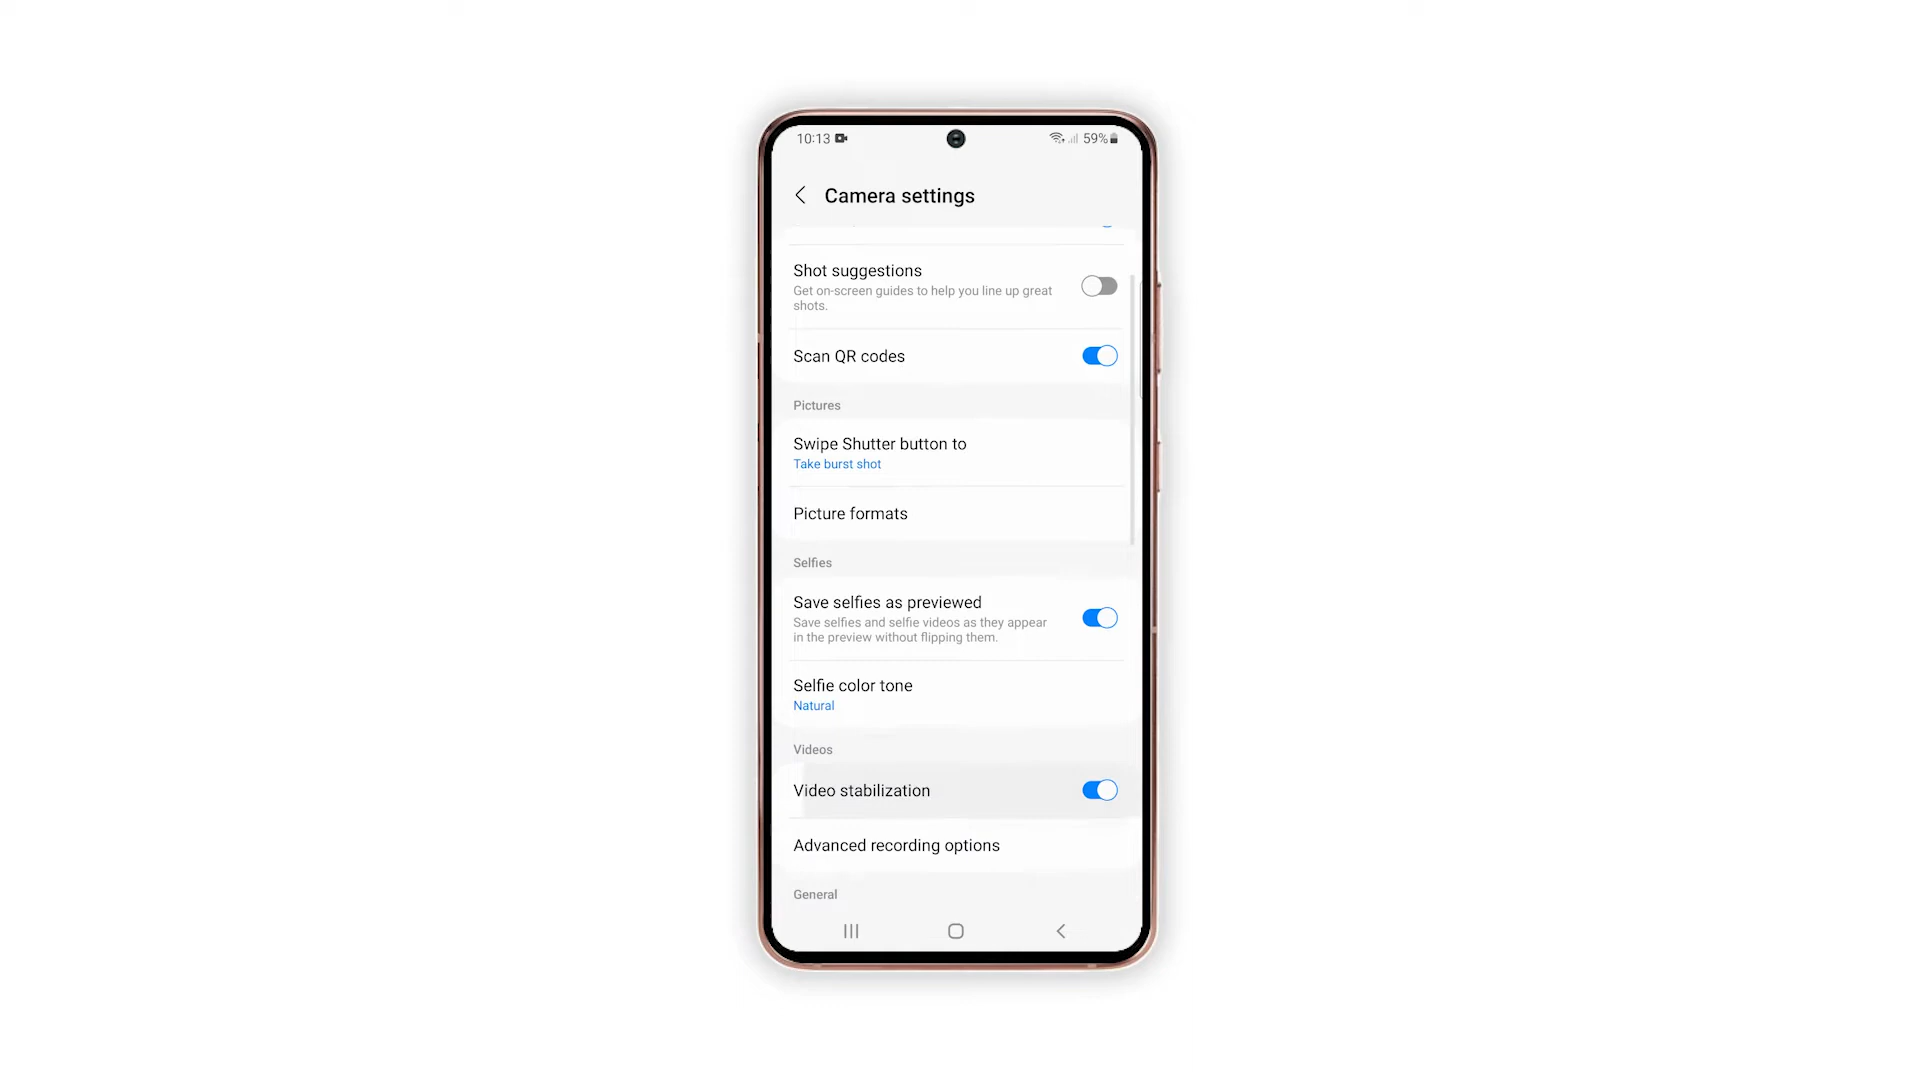 10:13
59%
Camera settings
Shot suggestions
Get on-screen guides to help you line up great
shots.
Scan QR codes
Pictures
Swipe Shutter button to
Take burst shot
Picture formats
Selfies
Save selfies as previewed
Save selfies and selfie videos as they appear
in the preview without flipping them.
Selfie color tone
Natural
Videos
Video stabilization
Advanced recording options
General